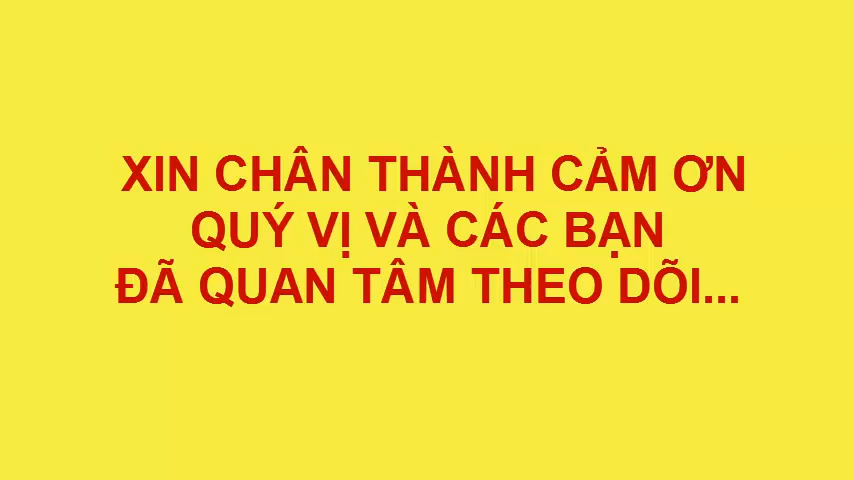 XIN CHÂN THÀNH CẢM ƠN
QUÝ VỊ VÀ CÁC BẠN
ĐÃ QUAN TÂM THEO DÕI...